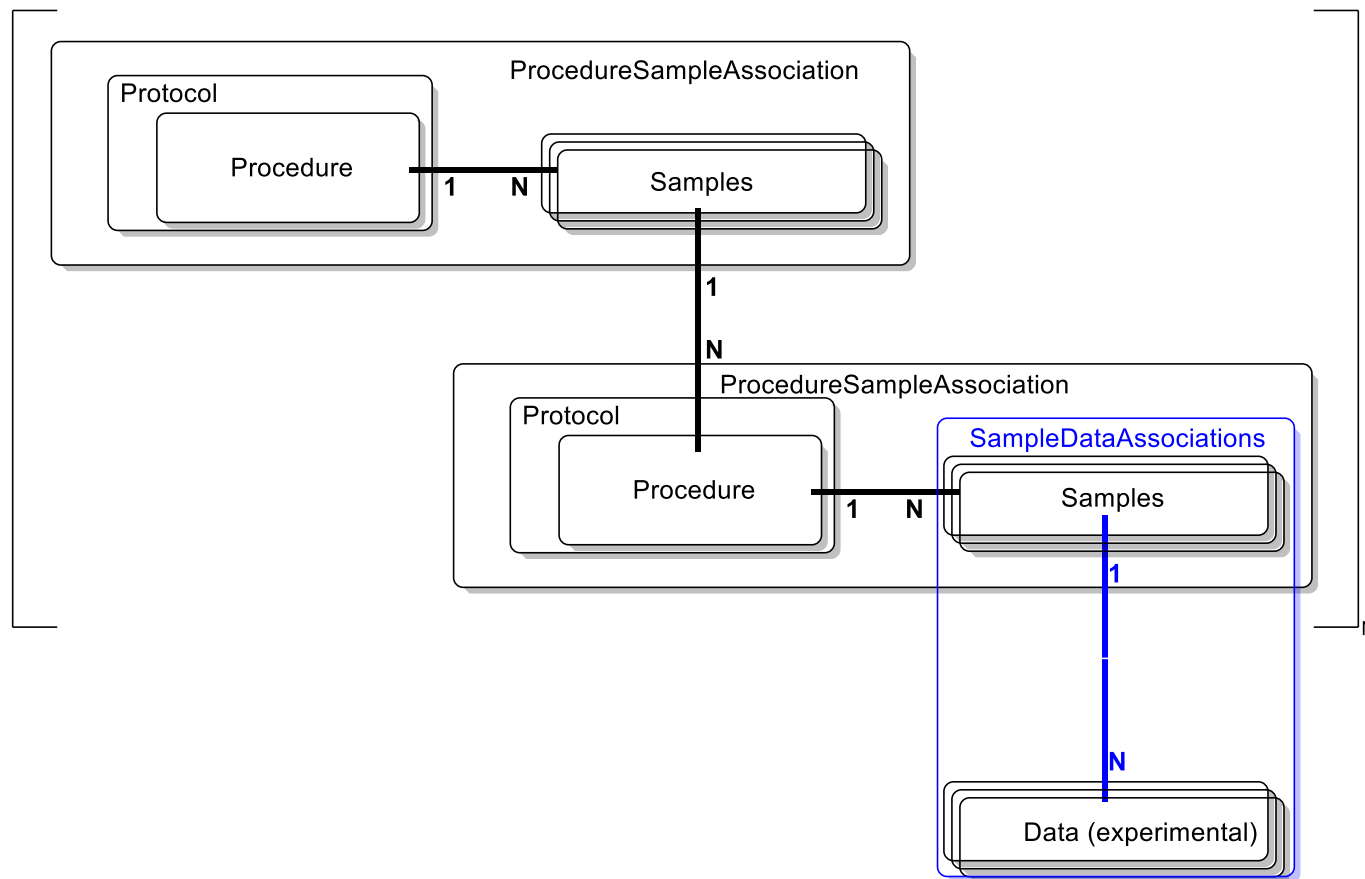 ProcedureSampleAssociation
Protocol
Procedure
Samples
1 N
1
N
ProcedureSampleAssociation
Protocol
SampleDataAssociations
Procedure
Samples
1 N
1
N
Data (experimental)